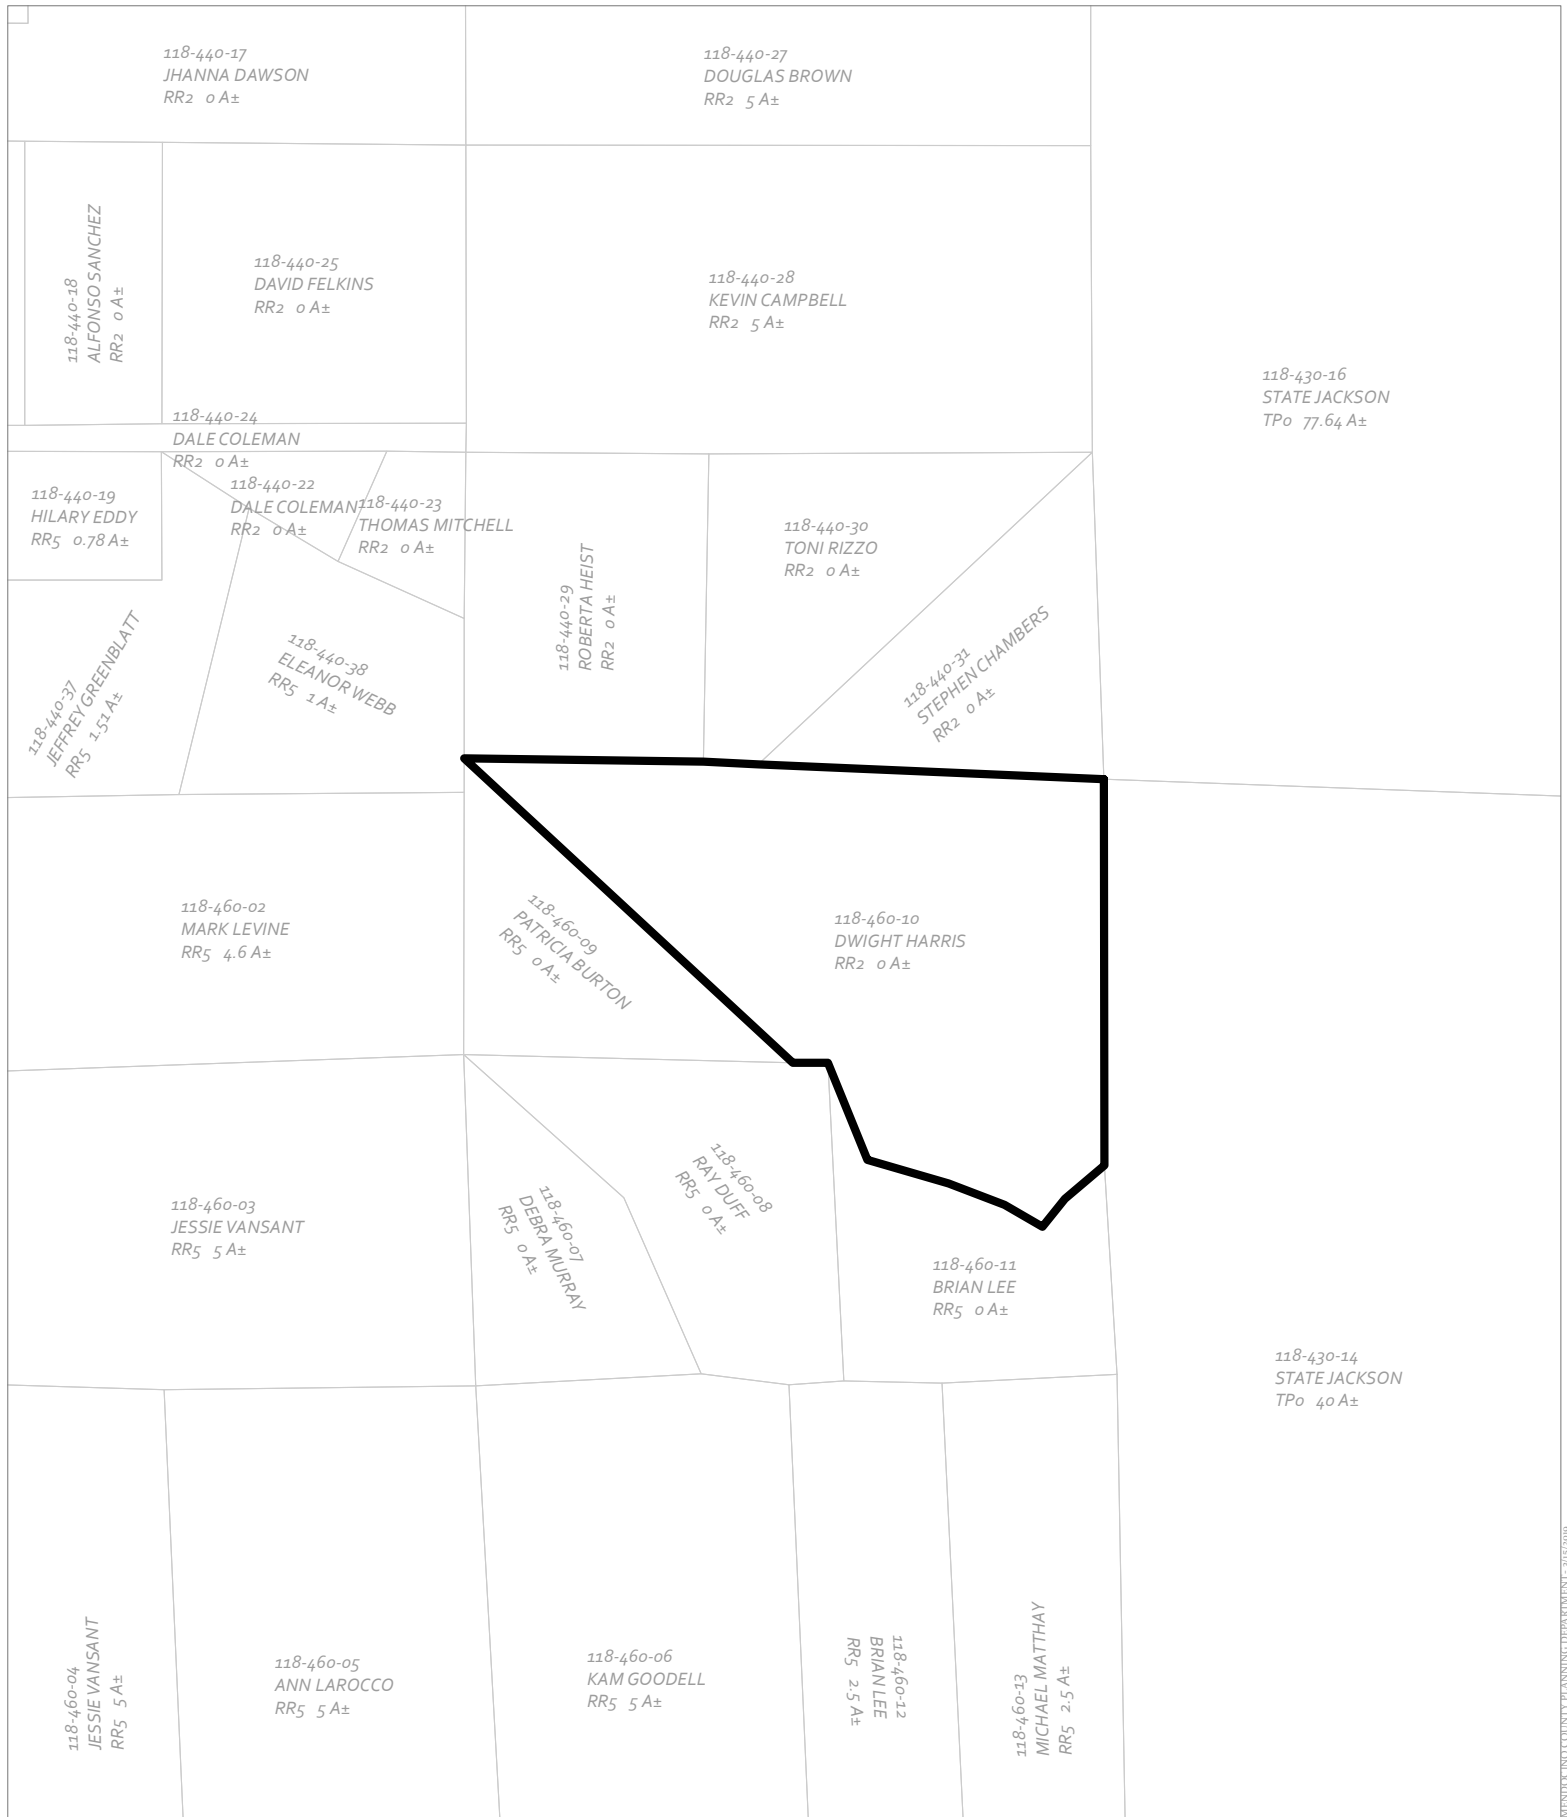 118-440-17
JHANNA DAWSON
RR2 0 A±
118-440-27
DOUGLAS BROWN
RR2 5 A±
118-440-18
ALFONSO SANCHEZ
RR2 0 A±
118-440-25
DAVID FELKINS
RR2 0 A±
118-440-28
KEVIN CAMPBELL
RR2 5 A±
118-430-16
STATE JACKSON
TP0 77.64 A±
118-440-24
DALE COLEMAN
RR2 0 A±
118-440-19
HILARY EDDY
RR5 0.78 A±
118-440-22
DALE COLEMAN
RR2 0 A±
118-440-23
THOMAS MITCHELL
RR2 0 A±
118-440-29
ROBERTA HEIST
RR2 0 A±
118-440-30
TONI RIZZO
RR2 0 A±
118-440-37
JEFFREY GREENBLATT
RR5 1.51 A±
118-440-38
ELEANOR WEBB
RR5 1 A±
118-440-31
STEPHEN CHAMBERS
RR2 0 A±
118-460-02
MARK LEVINE
RR5 4.6 A±
118-460-09
PATRICIA BURTON
RR5 0 A±
118-460-10
DWIGHT HARRIS
RR2 0 A±
118-460-03
JESSIE VANSANT
RR5 5 A±
118-460-07
DEBRA MURRAY
RR5 0 A±
118-460-08
RAY DUFF
RR5 0 A±
118-460-11
BRIAN LEE
RR5 0 A±
118-430-14
STATE JACKSON
TP0 40 A±
118-460-04
JESSIE VANSANT
RR5 5 A±
118-460-05
ANN LAROCCO
RR5 5 A±
118-460-06
KAM GOODELL
RR5 5 A±
118-460-12
BRIAN LEE
RR5 2.5 A±
118-460-13
MICHAEL MATTHAY
RR5 2.5 A±
MENDOCINO COUNTY PLANNING DEPARTMENT -